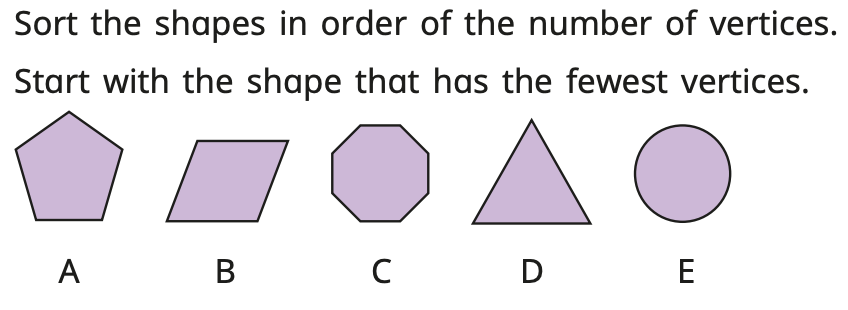 Sort the shapes in order of the number of vertices.
Start with the shape that has the fewest vertices.
A B C D E